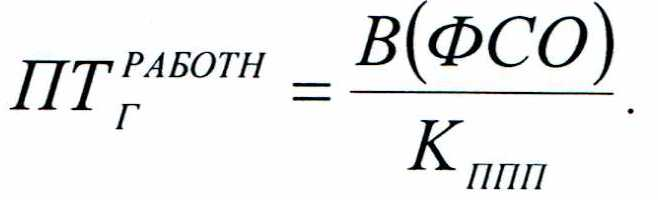 ПТ_Г^РАБОТН = В(ФСО) / К_ППП.